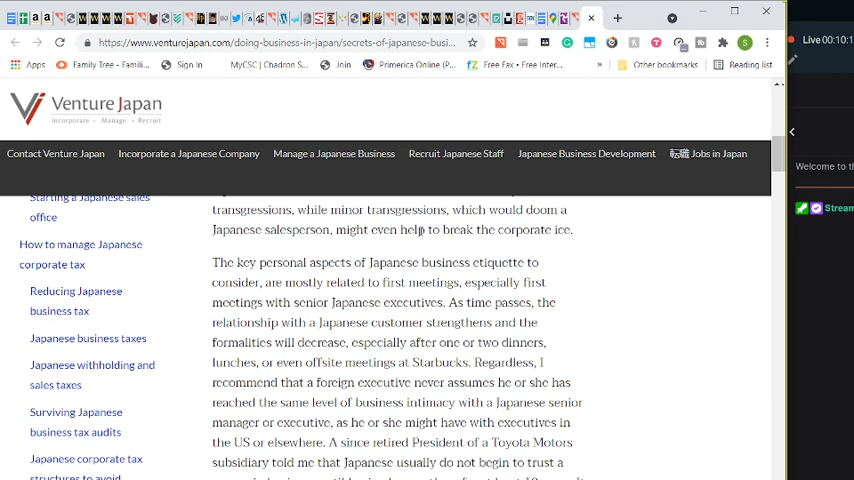 Live 00:10:1
https://www.venturejapan.com/doing-business-in-japan/secrets-of-japanese-busi...
Apps
Family Tree - Famili...
Sign In
MyCSC | Chadron S...
Join
Primerica Online (P...
Free Fax • Free Inter...
»
Other bookmarks
Reading list
Venture Japan
Incorporate • Manage • Recruit
Contact Venture Japan
Incorporate a Japanese Company
Manage a Japanese Business
Recruit Japanese Staff
Japanese Business Development
転職 Jobs in Japan
Welcome to th
Stream
Starting a Japanese sales
office
How to manage Japanese
corporate tax
Reducing Japanese
business tax
Japanese business taxes
Japanese withholding and
sales taxes
Surviving Japanese
business tax audits
Japanese corporate tax
structures to avoid
transgressions, while minor transgressions, which would doom a
Japanese salesperson, might even help to break the corporate ice.
The key personal aspects of Japanese business etiquette to
consider, are mostly related to first meetings, especially first
meetings with senior Japanese executives. As time passes, the
relationship with a Japanese customer strengthens and the
formalities will decrease, especially after one or two dinners,
lunches, or even offsite meetings at Starbucks. Regardless, I
recommend that a foreign executive never assumes he or she has
reached the same level of business intimacy with a Japanese senior
manager or executive, as he or she might have with executives in
the US or elsewhere. A since retired President of a Toyota Motors
subsidiary told me that Japanese usually do not begin to trust a